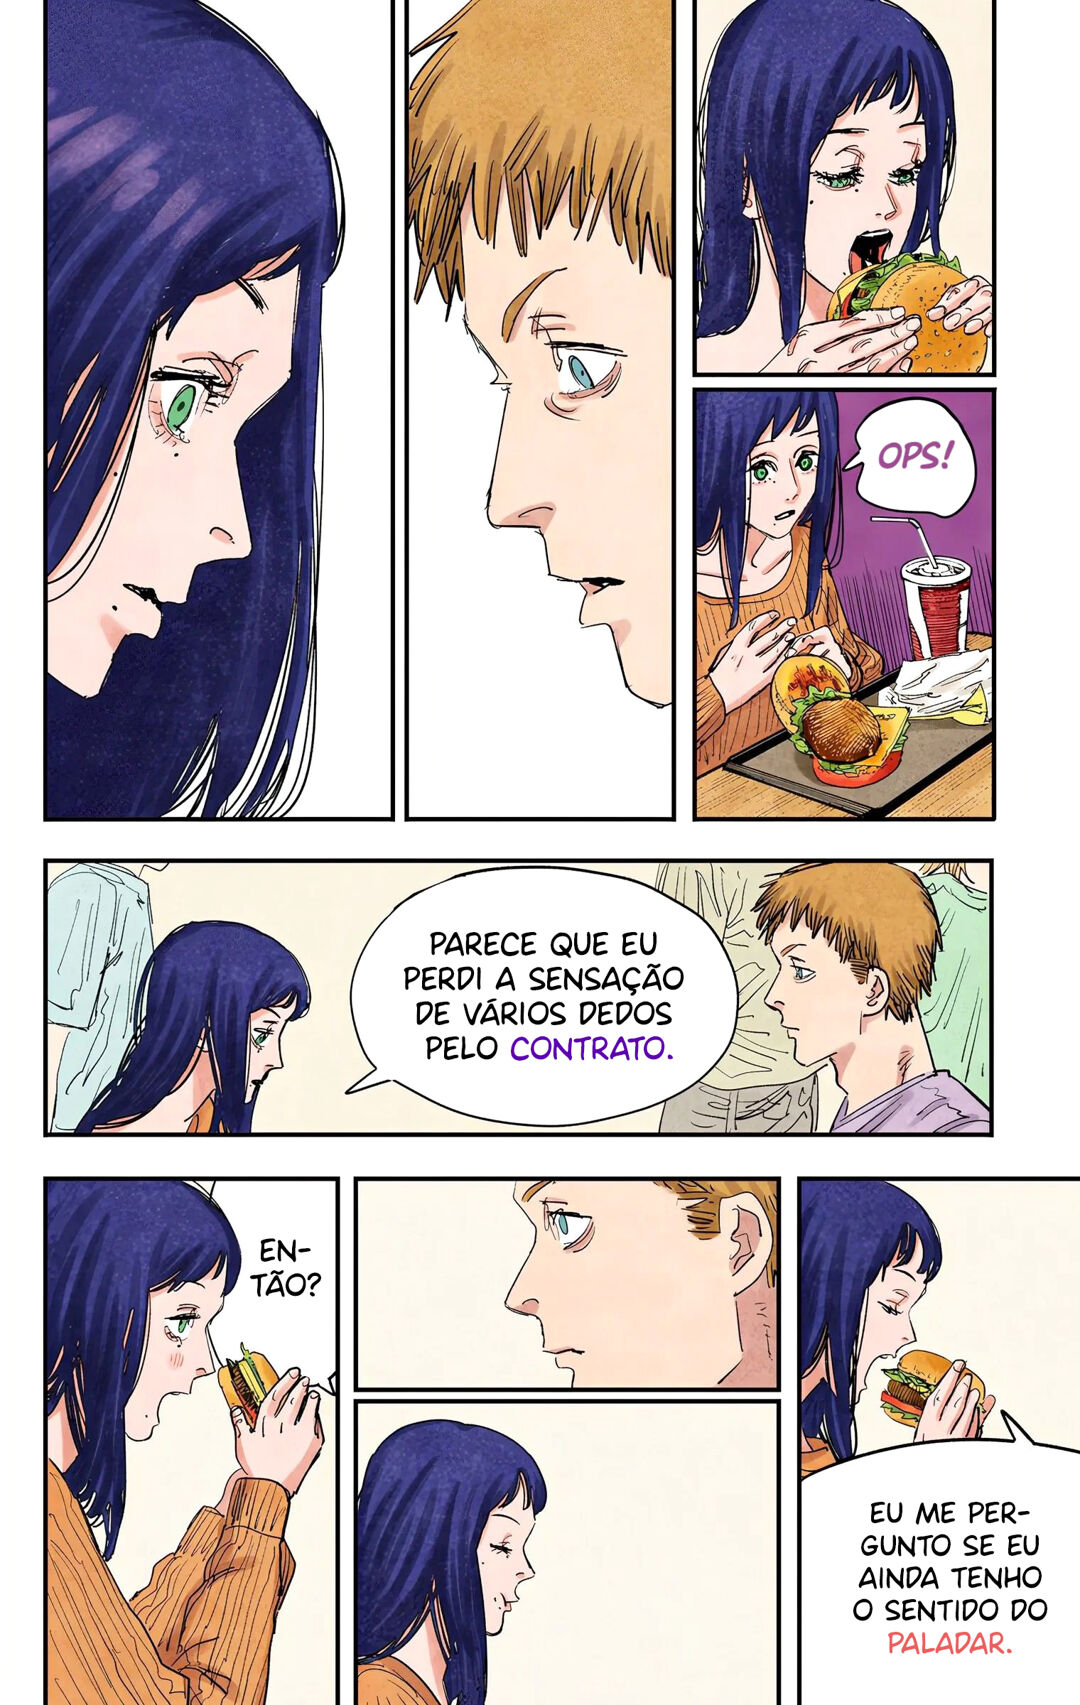 OPS!
PARECE QUE EU
PERDI A SENSAÇÃO
DE VÁRIOS DEDOS
PELO CONTRATO.
EU ME PER-
GUNTO SE EU
AINDA TENHO
O SENTIDO DO
PALADAR.
EN-
TÃO?